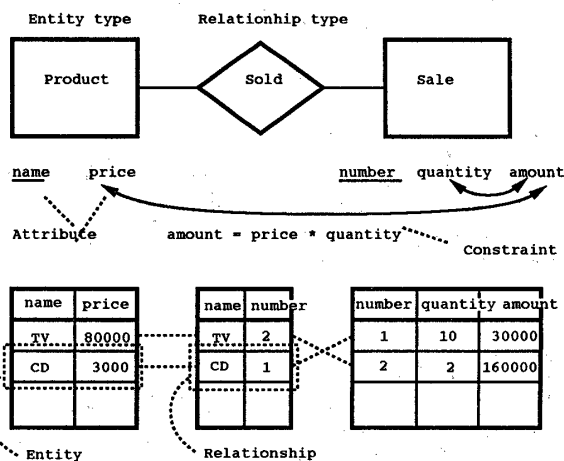 Entity type Relationhip type
Product Sold Sale
name price number quantity amount
Attribute amount = price * quantity
Constraint
name price name number number quantity amount
TV 80000 TV 2 1 10 30000
CD 3000 CD 1 2 2 160000
Entity Relationship